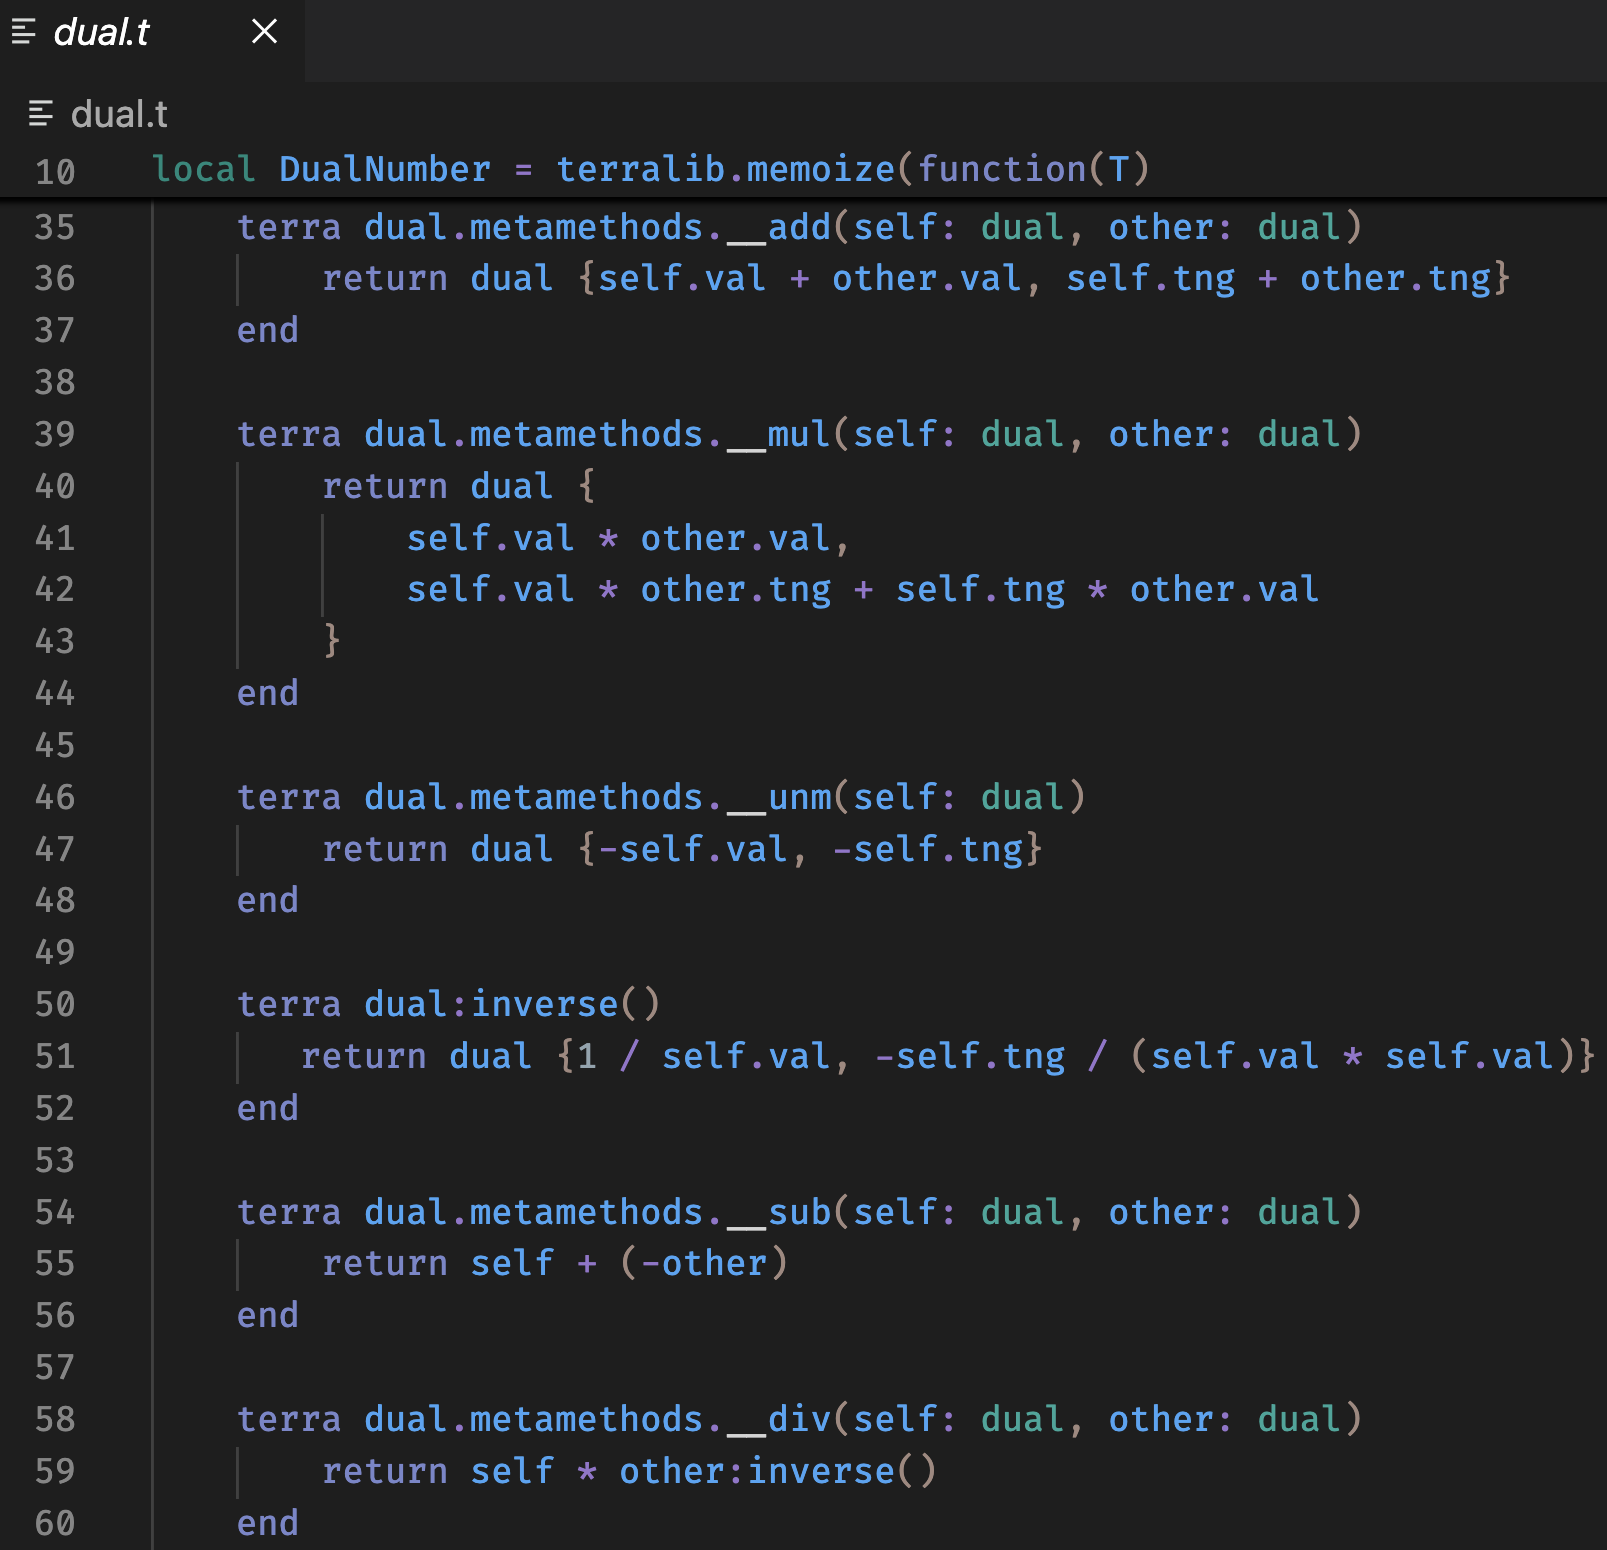 dual.t
dual.t
10 local DualNumber = terralib.memoize(function(T)
35 terra dual.metamethods.__add(self: dual, other: dual)
36 return dual {self.val + other.val, self.tng + other.tng}
37 end
38
39 terra dual.metamethods.__mul(self: dual, other: dual)
40 return dual {
41 self.val * other.val,
42 self.val * other.tng + self.tng * other.val
43 }
44 end
45
46 terra dual.metamethods.__unm(self: dual)
47 return dual {-self.val, -self.tng}
48 end
49
50 terra dual:inverse()
51 return dual {1 / self.val, -self.tng / (self.val * self.val)}
52 end
53
54 terra dual.metamethods.__sub(self: dual, other: dual)
55 return self + (-other)
56 end
57
58 terra dual.metamethods.__div(self: dual, other: dual)
59 return self * other:inverse()
60 end